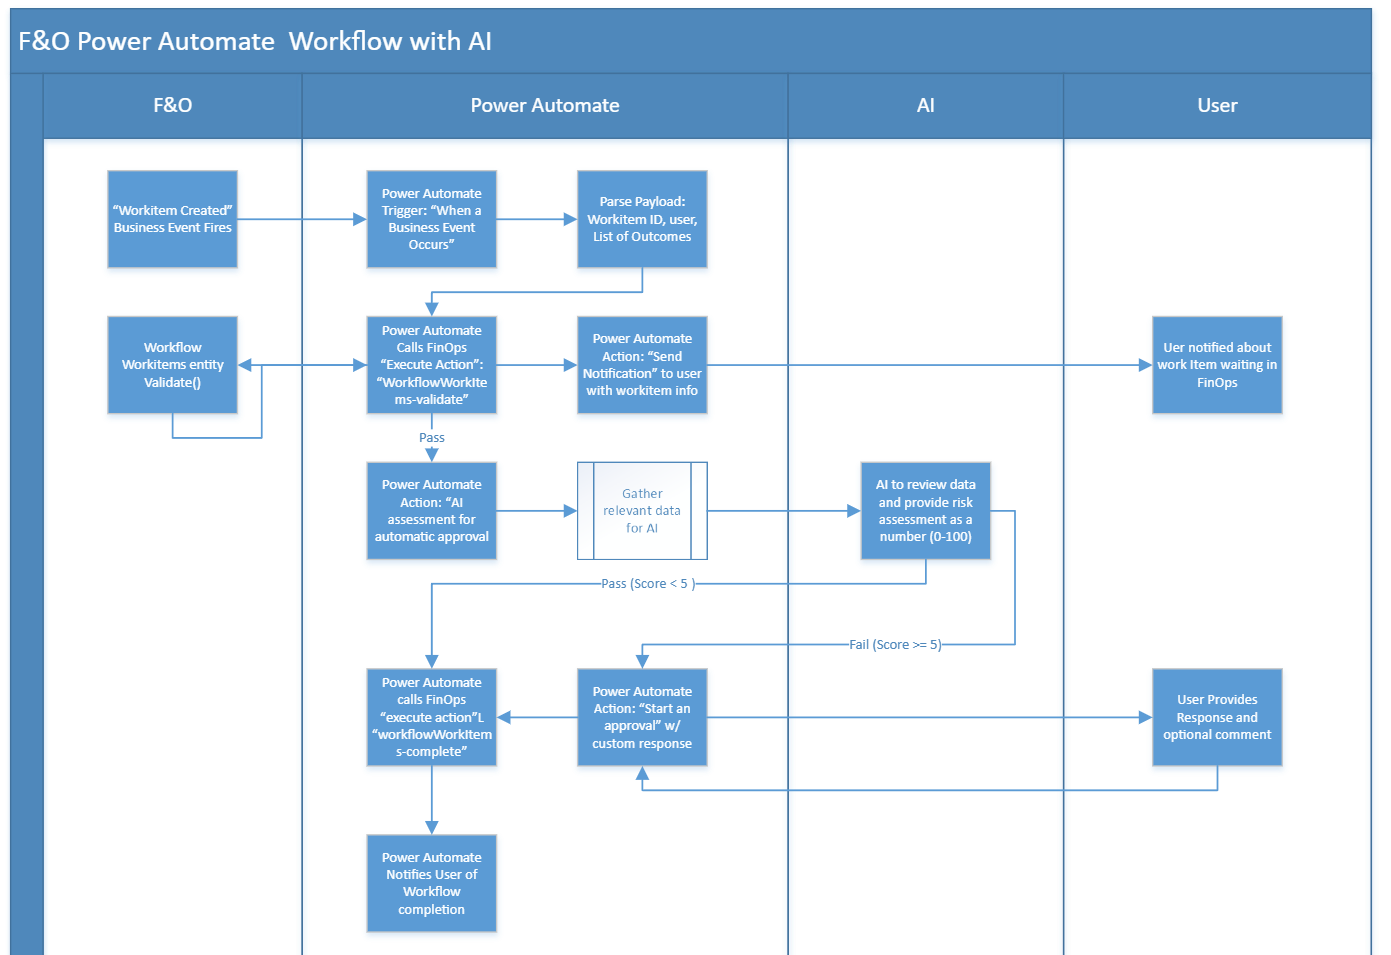 F&O Power Automate  Workflow with AI
F&O
Power Automate
AI
User
“Workitem Created”
Business Event Fires
Power Automate
Trigger: “When a
Business Event
Occurs”
Parse Payload:
Workitem ID, user,
List of Outcomes
Workflow
Workitems entity
Validate()
Power Automate
Calls FinOps
“Execute Action”:
“WorkflowWorkIte
ms-validate”
Power Automate
Action: “Send
Notification” to user
with workitem info
Uer notified about
work Item waiting in
FinOps
Pass
Power Automate
Action: “AI
assessment for
automatic approval
Gather
relevant data
for AI
AI to review data
and provide risk
assessment as a
number (0-100)
Pass (Score < 5 )
Fail (Score >= 5)
Power Automate
calls FinOps
“execute action”L
“workflowWorkItem
s-complete”
Power Automate
Action: “Start an
approval” w/
custom response
User Provides
Response and
optional comment
Power Automate
Notifies User of
Workflow
completion